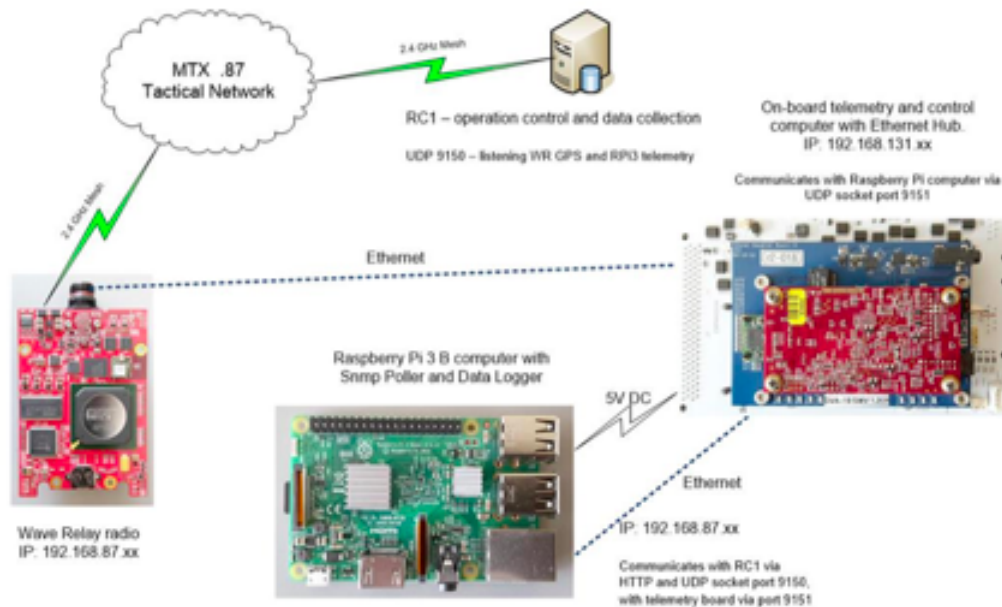 2.4 GHz Mesh
MTX .87
Tactical Network
RC1 – operation control and data collection
UDP 9150 – listening WR GPS and RPI3 telemetry
On-board telemetry and control
computer with Ethernet Hub.
IP: 192.168.131.xx
Communicates with Raspberry Pi computer via
UDP socket port 9151
2.4 GHz Mesh
Ethernet
Raspberry Pi 3 B computer with
Snmp Poller and Data Logger
5V DC
Ethernet
Wave Relay radio
IP: 192.168.87.xx
IP: 192.168.87.xx
Communicates with RC1 via
HTTP and UDP socket port 9150,
with telemetry board via port 9151